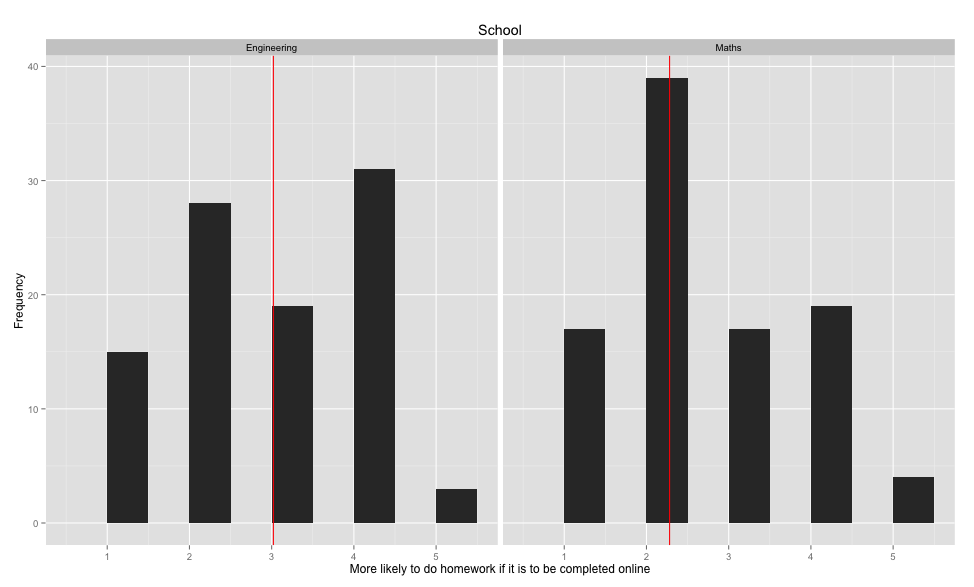 School
Engineering Maths
40
30
20
10
0
Frequency
1 2 3 4 5 1 2 3 4 5
More likely to do homework if it is to be completed online